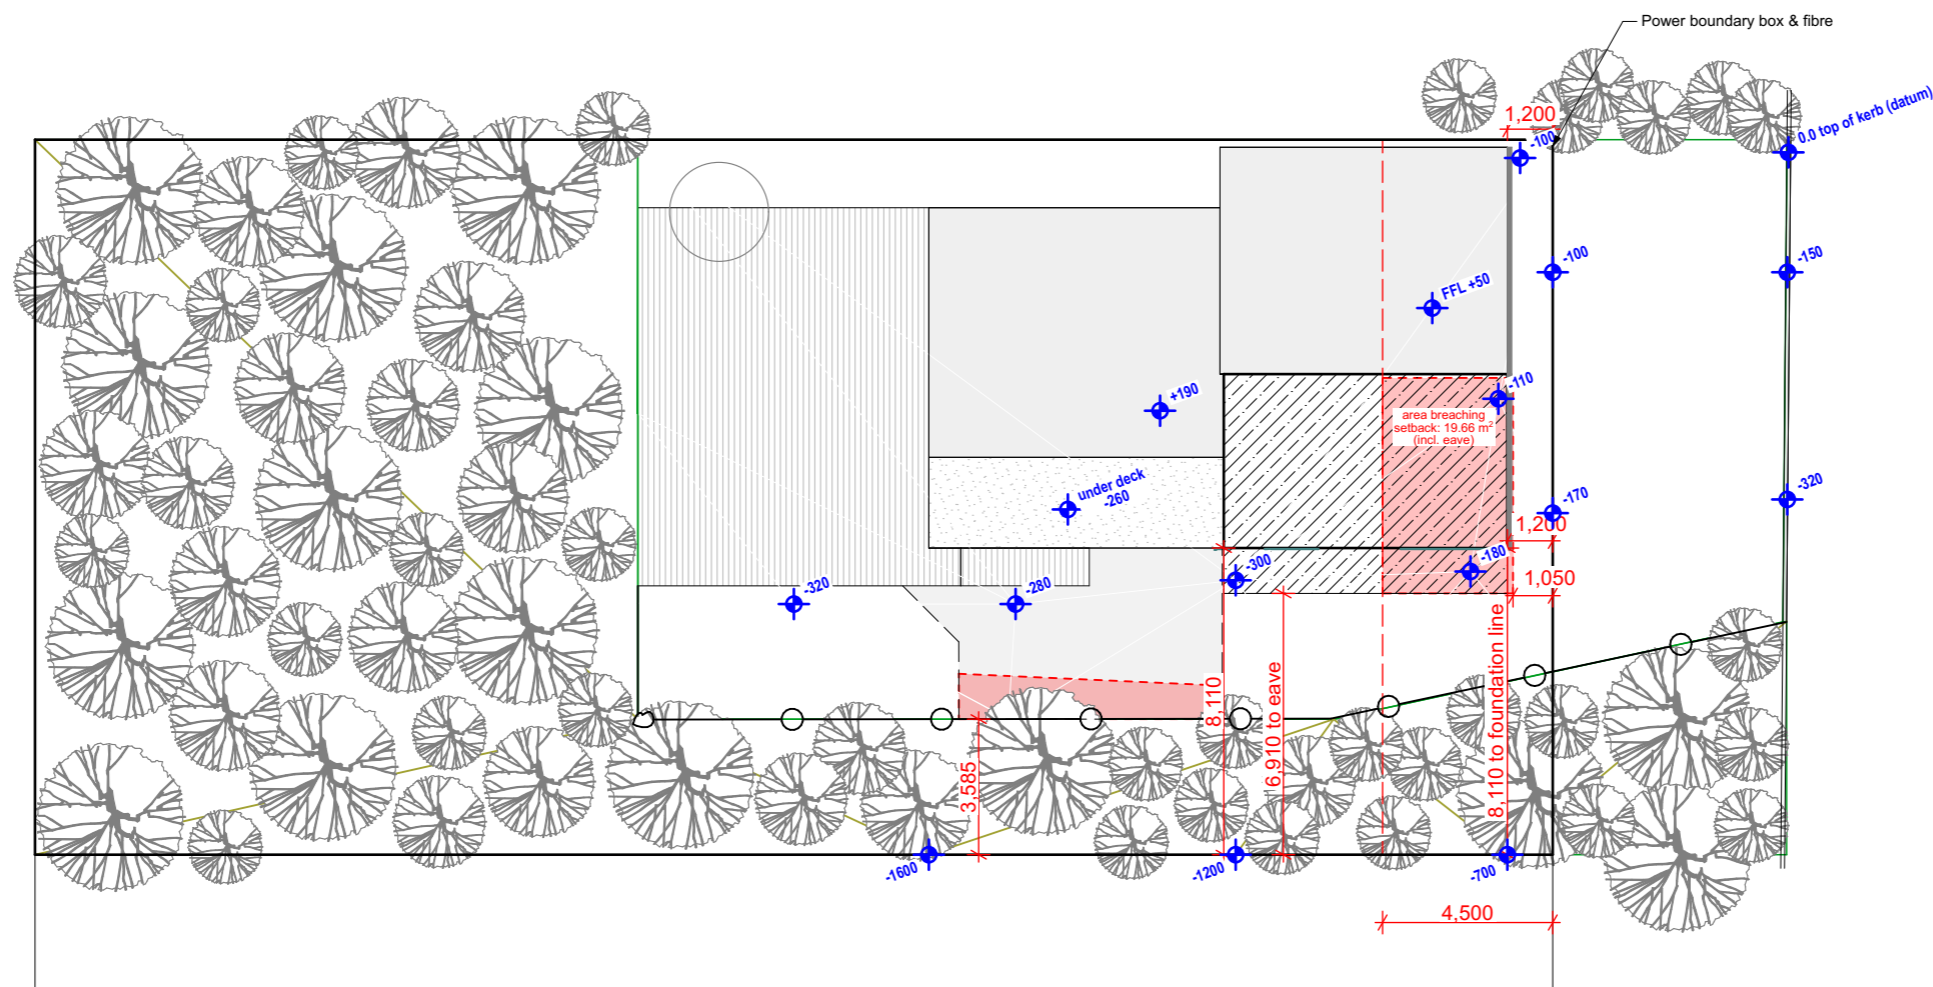 Power boundary box & fibre
1,200
-100
0.0 top of kerb (datum)
-100
-150
FFL +50
+190
-110
area breaching
setback: 19.66 m²
(incl. eave)
under deck
-260
-170
-320
1,200
-180
1,050
-300
-320
-280
8,110
6,910 to eave
8,110 to foundation line
3,585
-1600
-1200
-700
4,500